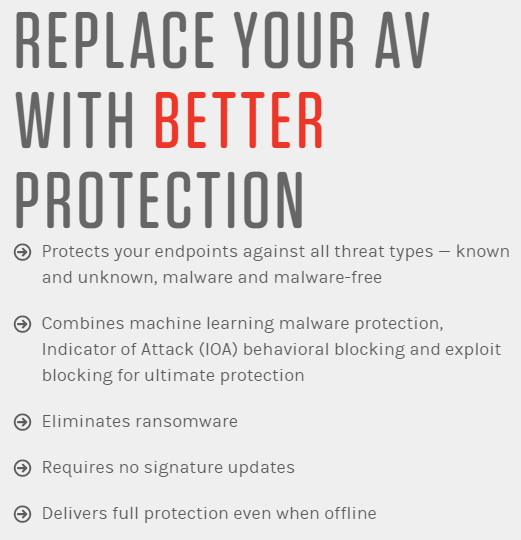 REPLACE YOUR AV
WITH BETTER
PROTECTION
Protects your endpoints against all threat types – known
and unknown, malware and malware-free
Combines machine learning malware protection,
Indicator of Attack (IOA) behavioral blocking and exploit
blocking for ultimate protection
Eliminates ransomware
Requires no signature updates
Delivers full protection even when offline